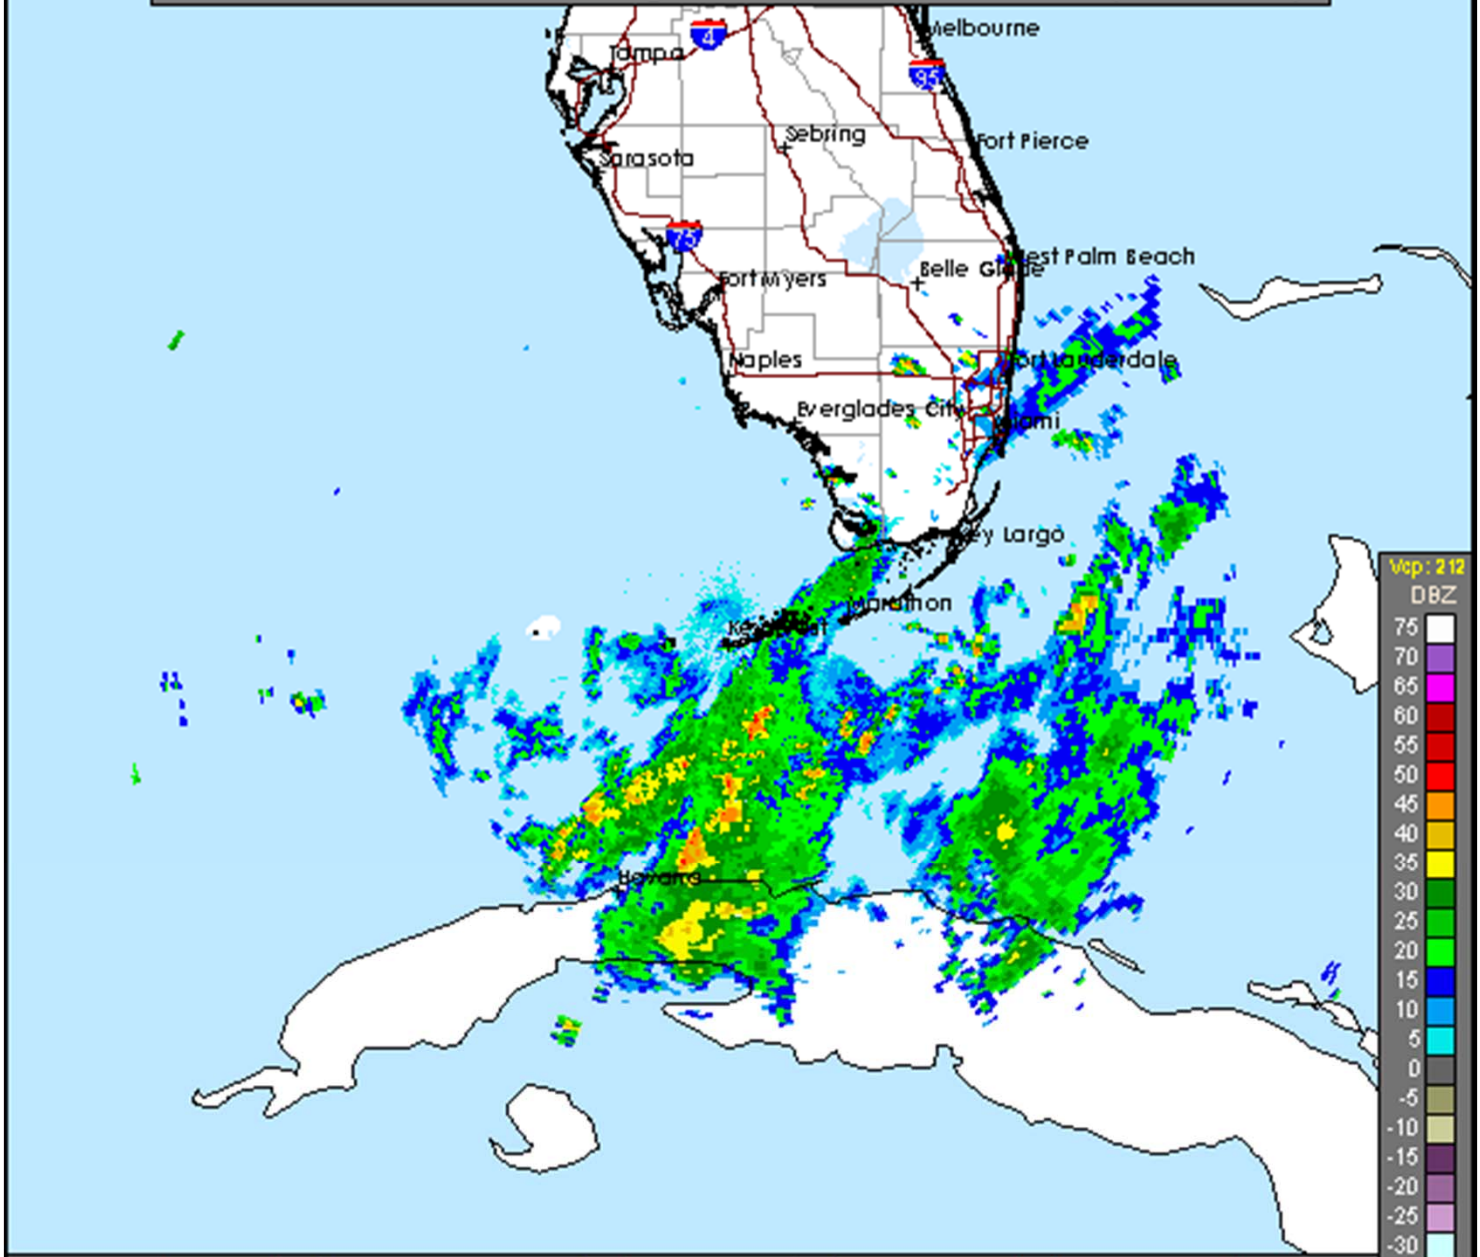 Melbourne
4
Tampa
95
Sebring
Fort Pierce
Sarasota
75
West Palm Beach
Belle Glade
Fort Myers
Naples
Fort Lauderdale
Everglades City
Miami
Key Largo
Marathon
Key West
Havana
Vcp: 212
DBZ
75
70
65
60
55
50
45
40
35
30
25
20
15
10
5
0
-5
-10
-15
-20
-25
-30